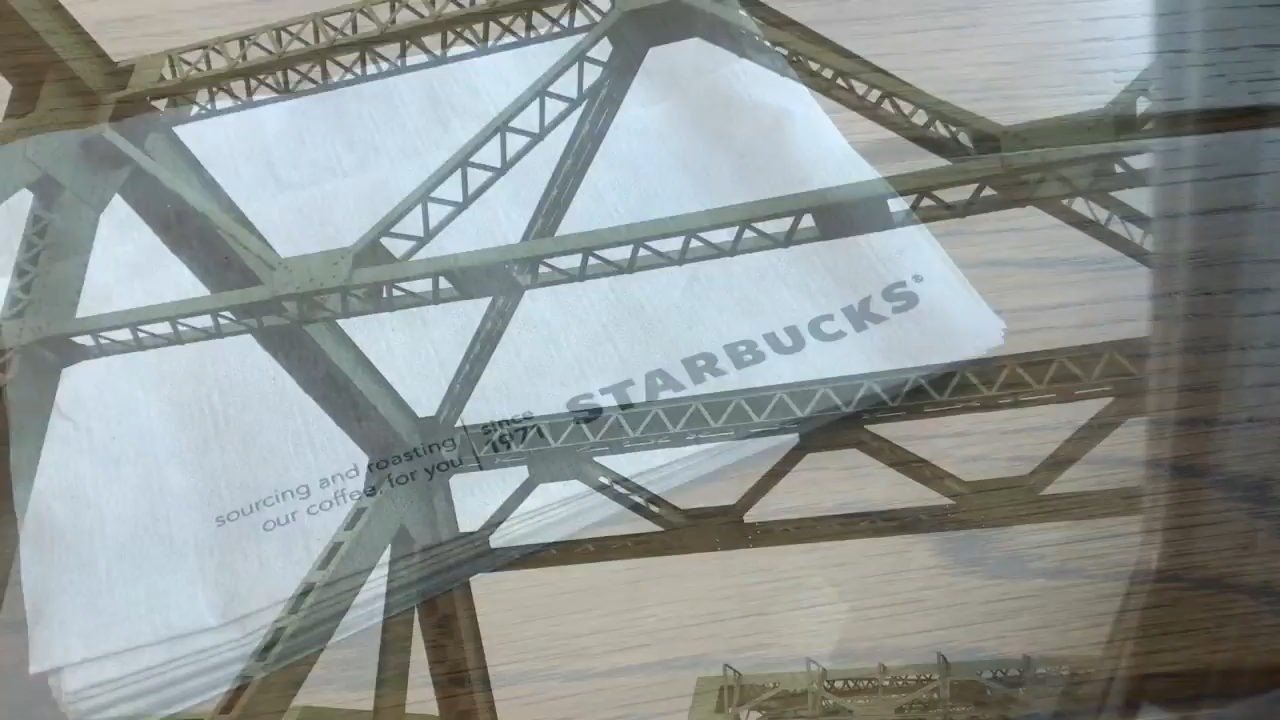 STARBUCKS®
since
1971
sourcing and roasting
our coffee, for you